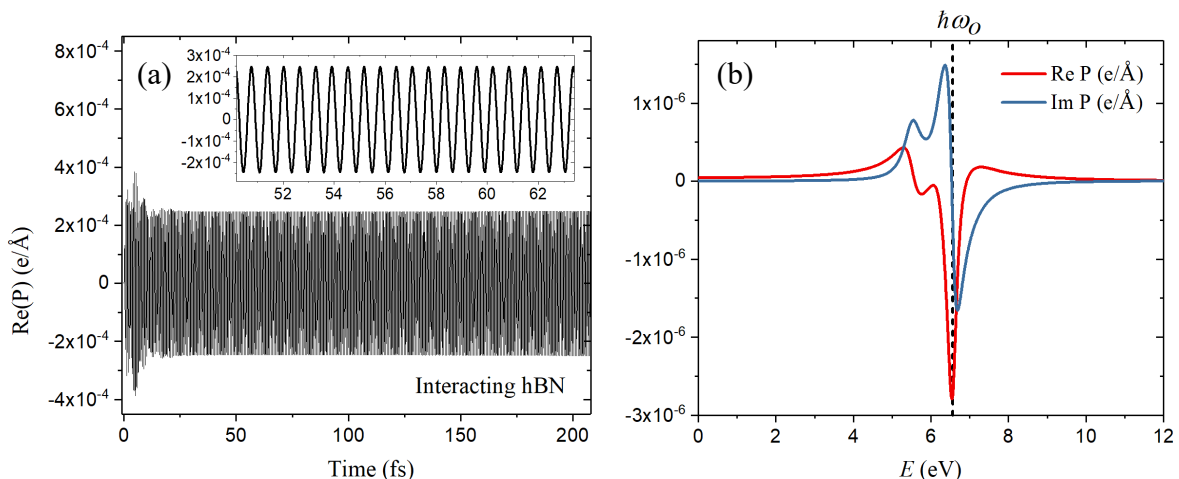 (a)
Re(P) (e/Å)
8x10⁻⁴
6x10⁻⁴
4x10⁻⁴
2x10⁻⁴
0
-2x10⁻⁴
-4x10⁻⁴
0 50 100 150 200
Time (fs)
Interacting hBN
3x10⁻⁴
2x10⁻⁴
1x10⁻⁴
0
-1x10⁻⁴
-2x10⁻⁴
52 54 56 58 60 62
(b)
ħω_O
Re P (e/Å)
Im P (e/Å)
1x10⁻⁶
0
-1x10⁻⁶
-2x10⁻⁶
-3x10⁻⁶
0 2 4 6 8 10 12
E (eV)